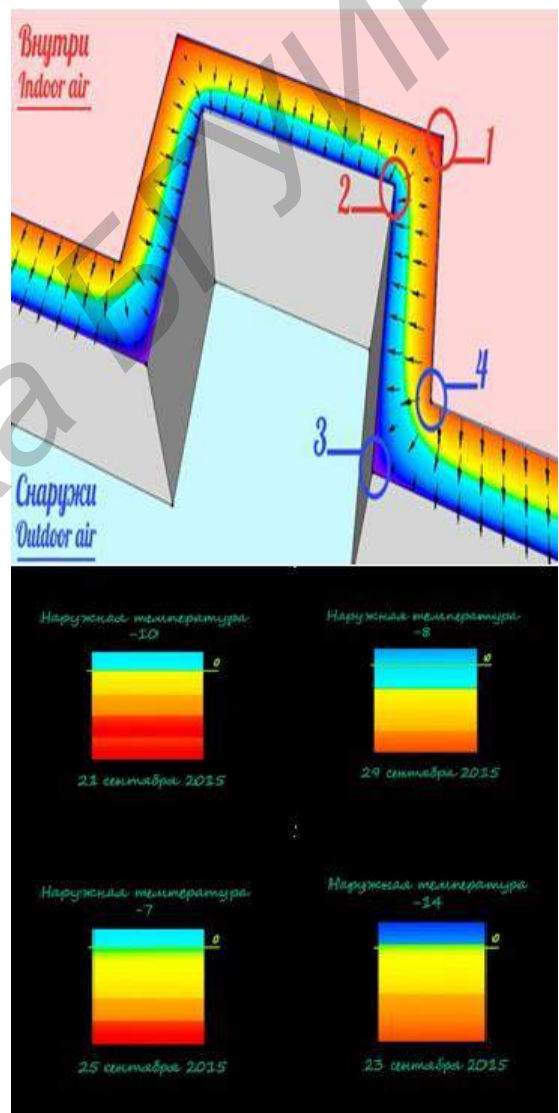 Внутри
Indoor air
1
2
4
3
Снаружи
Outdoor air
Наружная температура
-10
0
21 сентября 2015
Наружная температура
-8
29 сентября 2015
Наружная температура
-7
0
25 сентября 2015
Наружная температура
-14
0
23 сентября 2015
а БГУИР